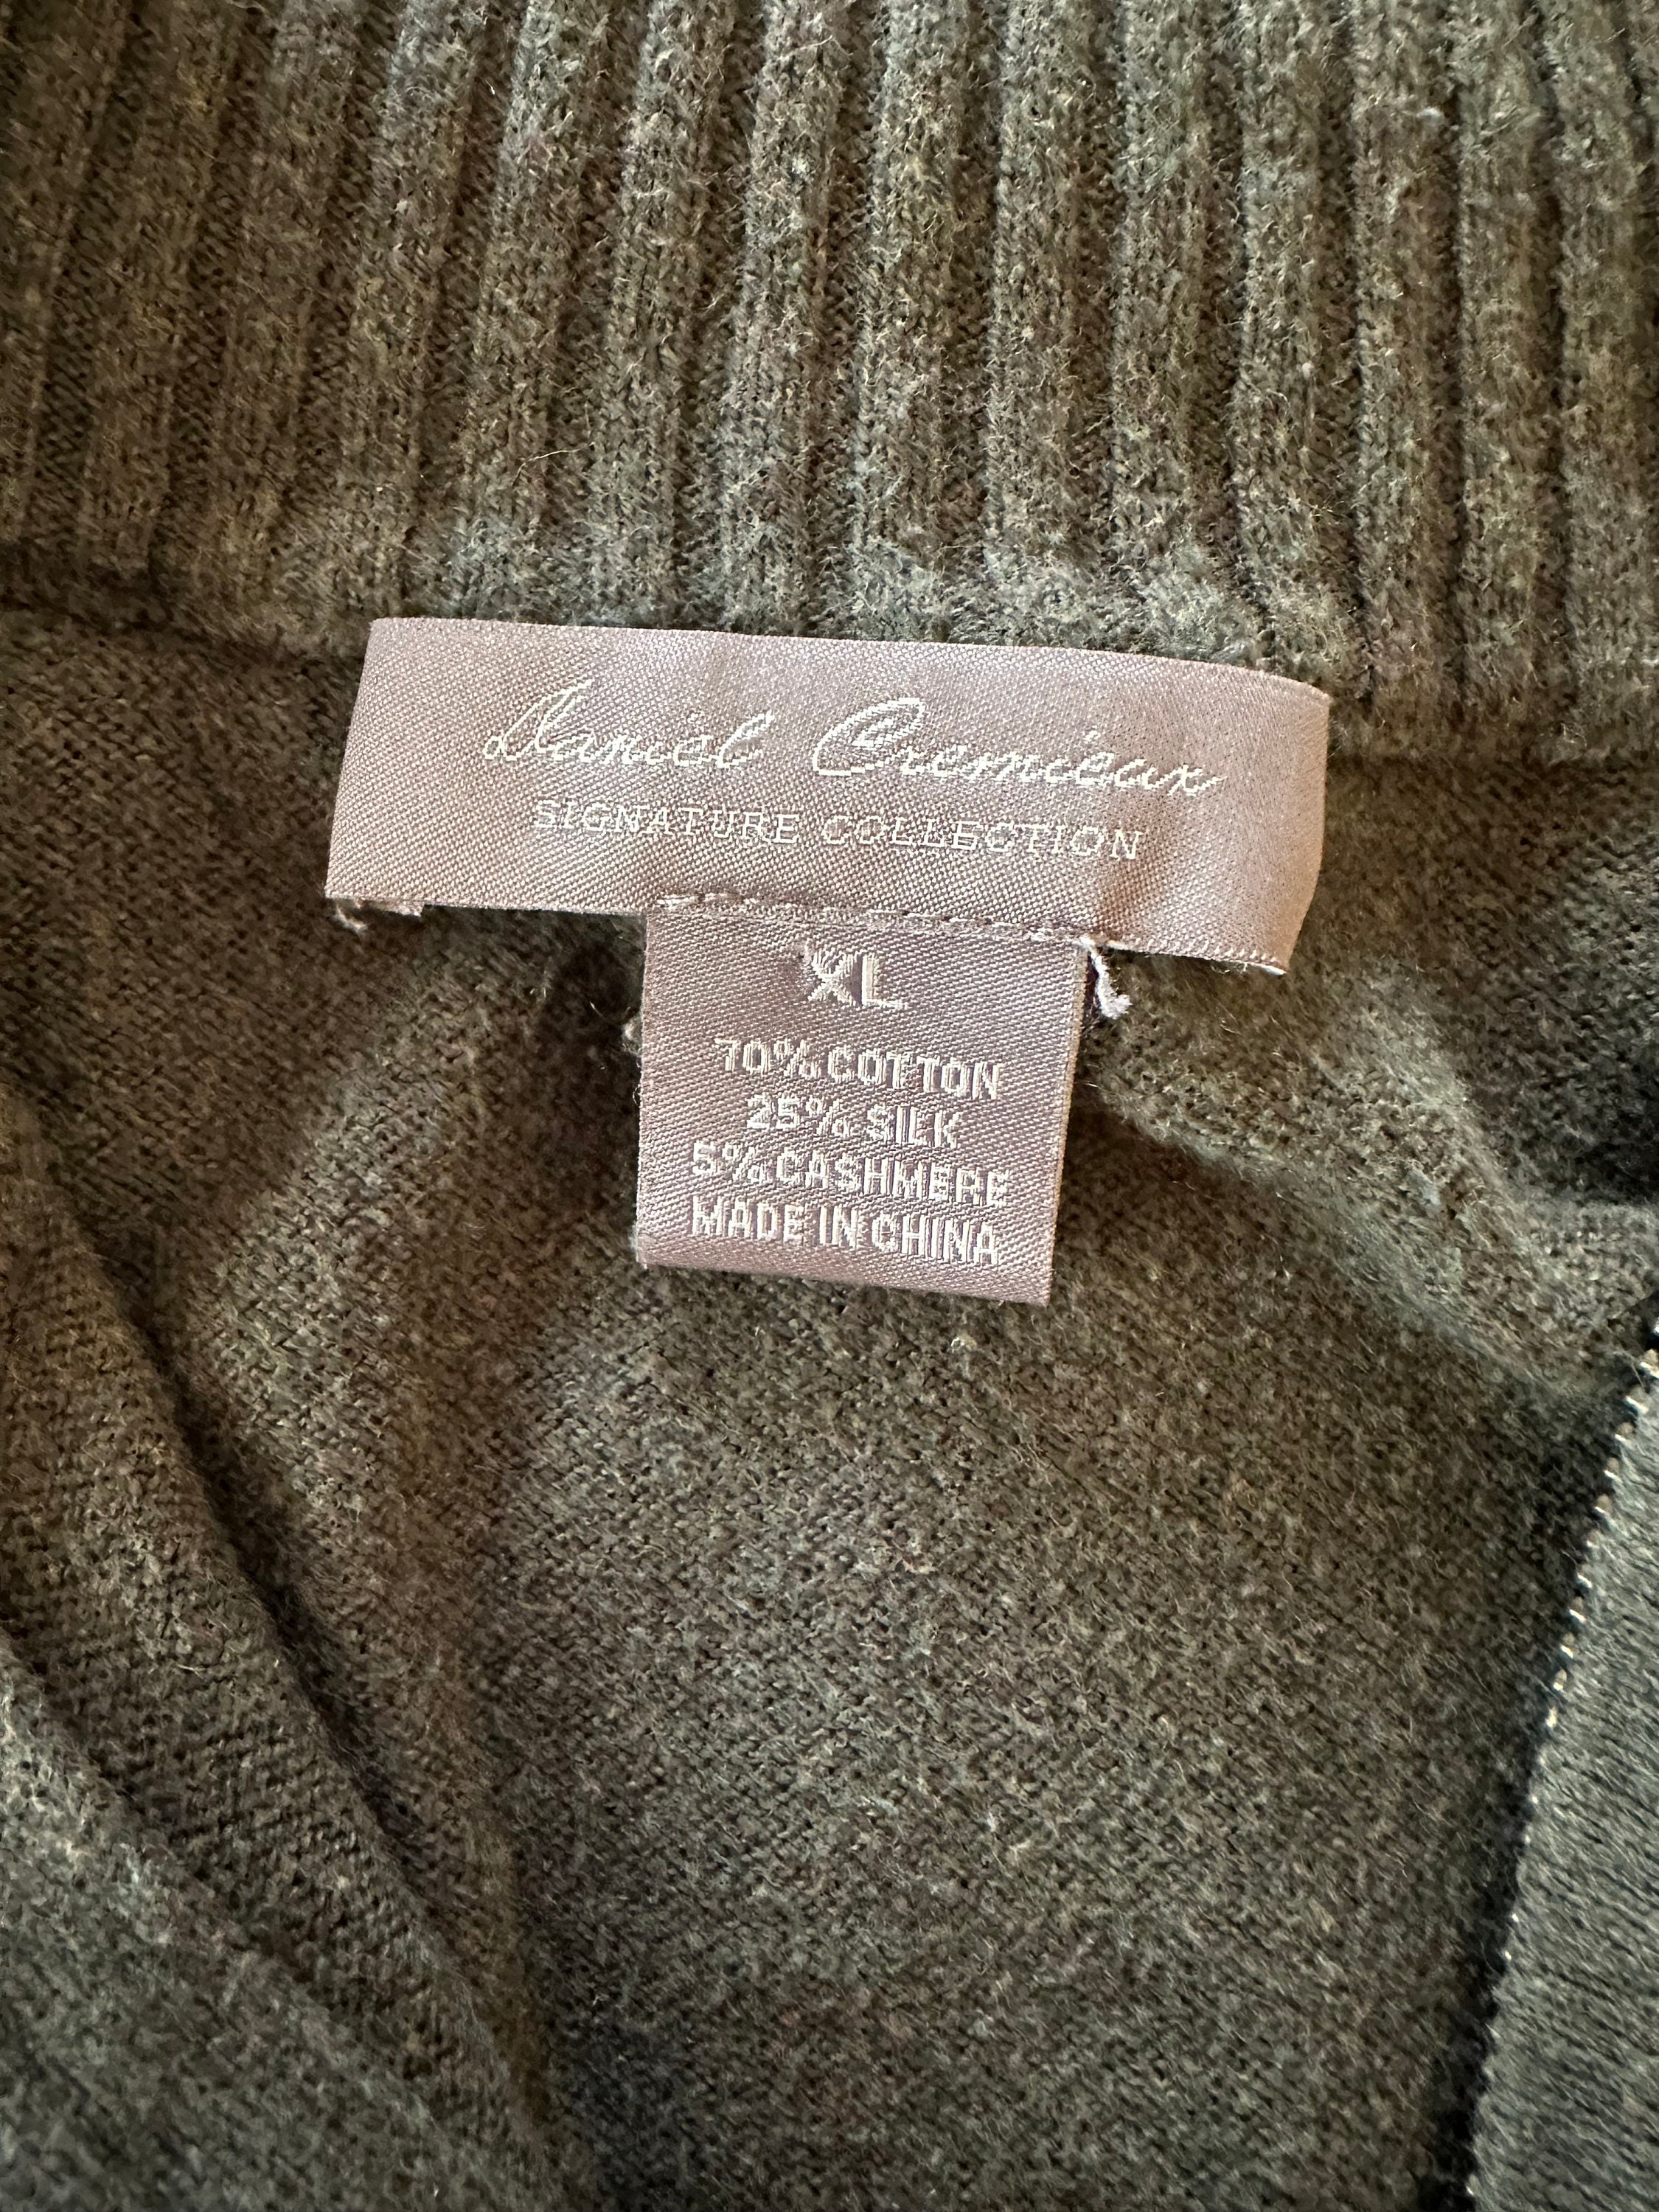 Daniel Cremieux
SIGNATURE COLLECTION
XL
70% COTTON
25% SILK
5% CASHMERE
MADE IN CHINA